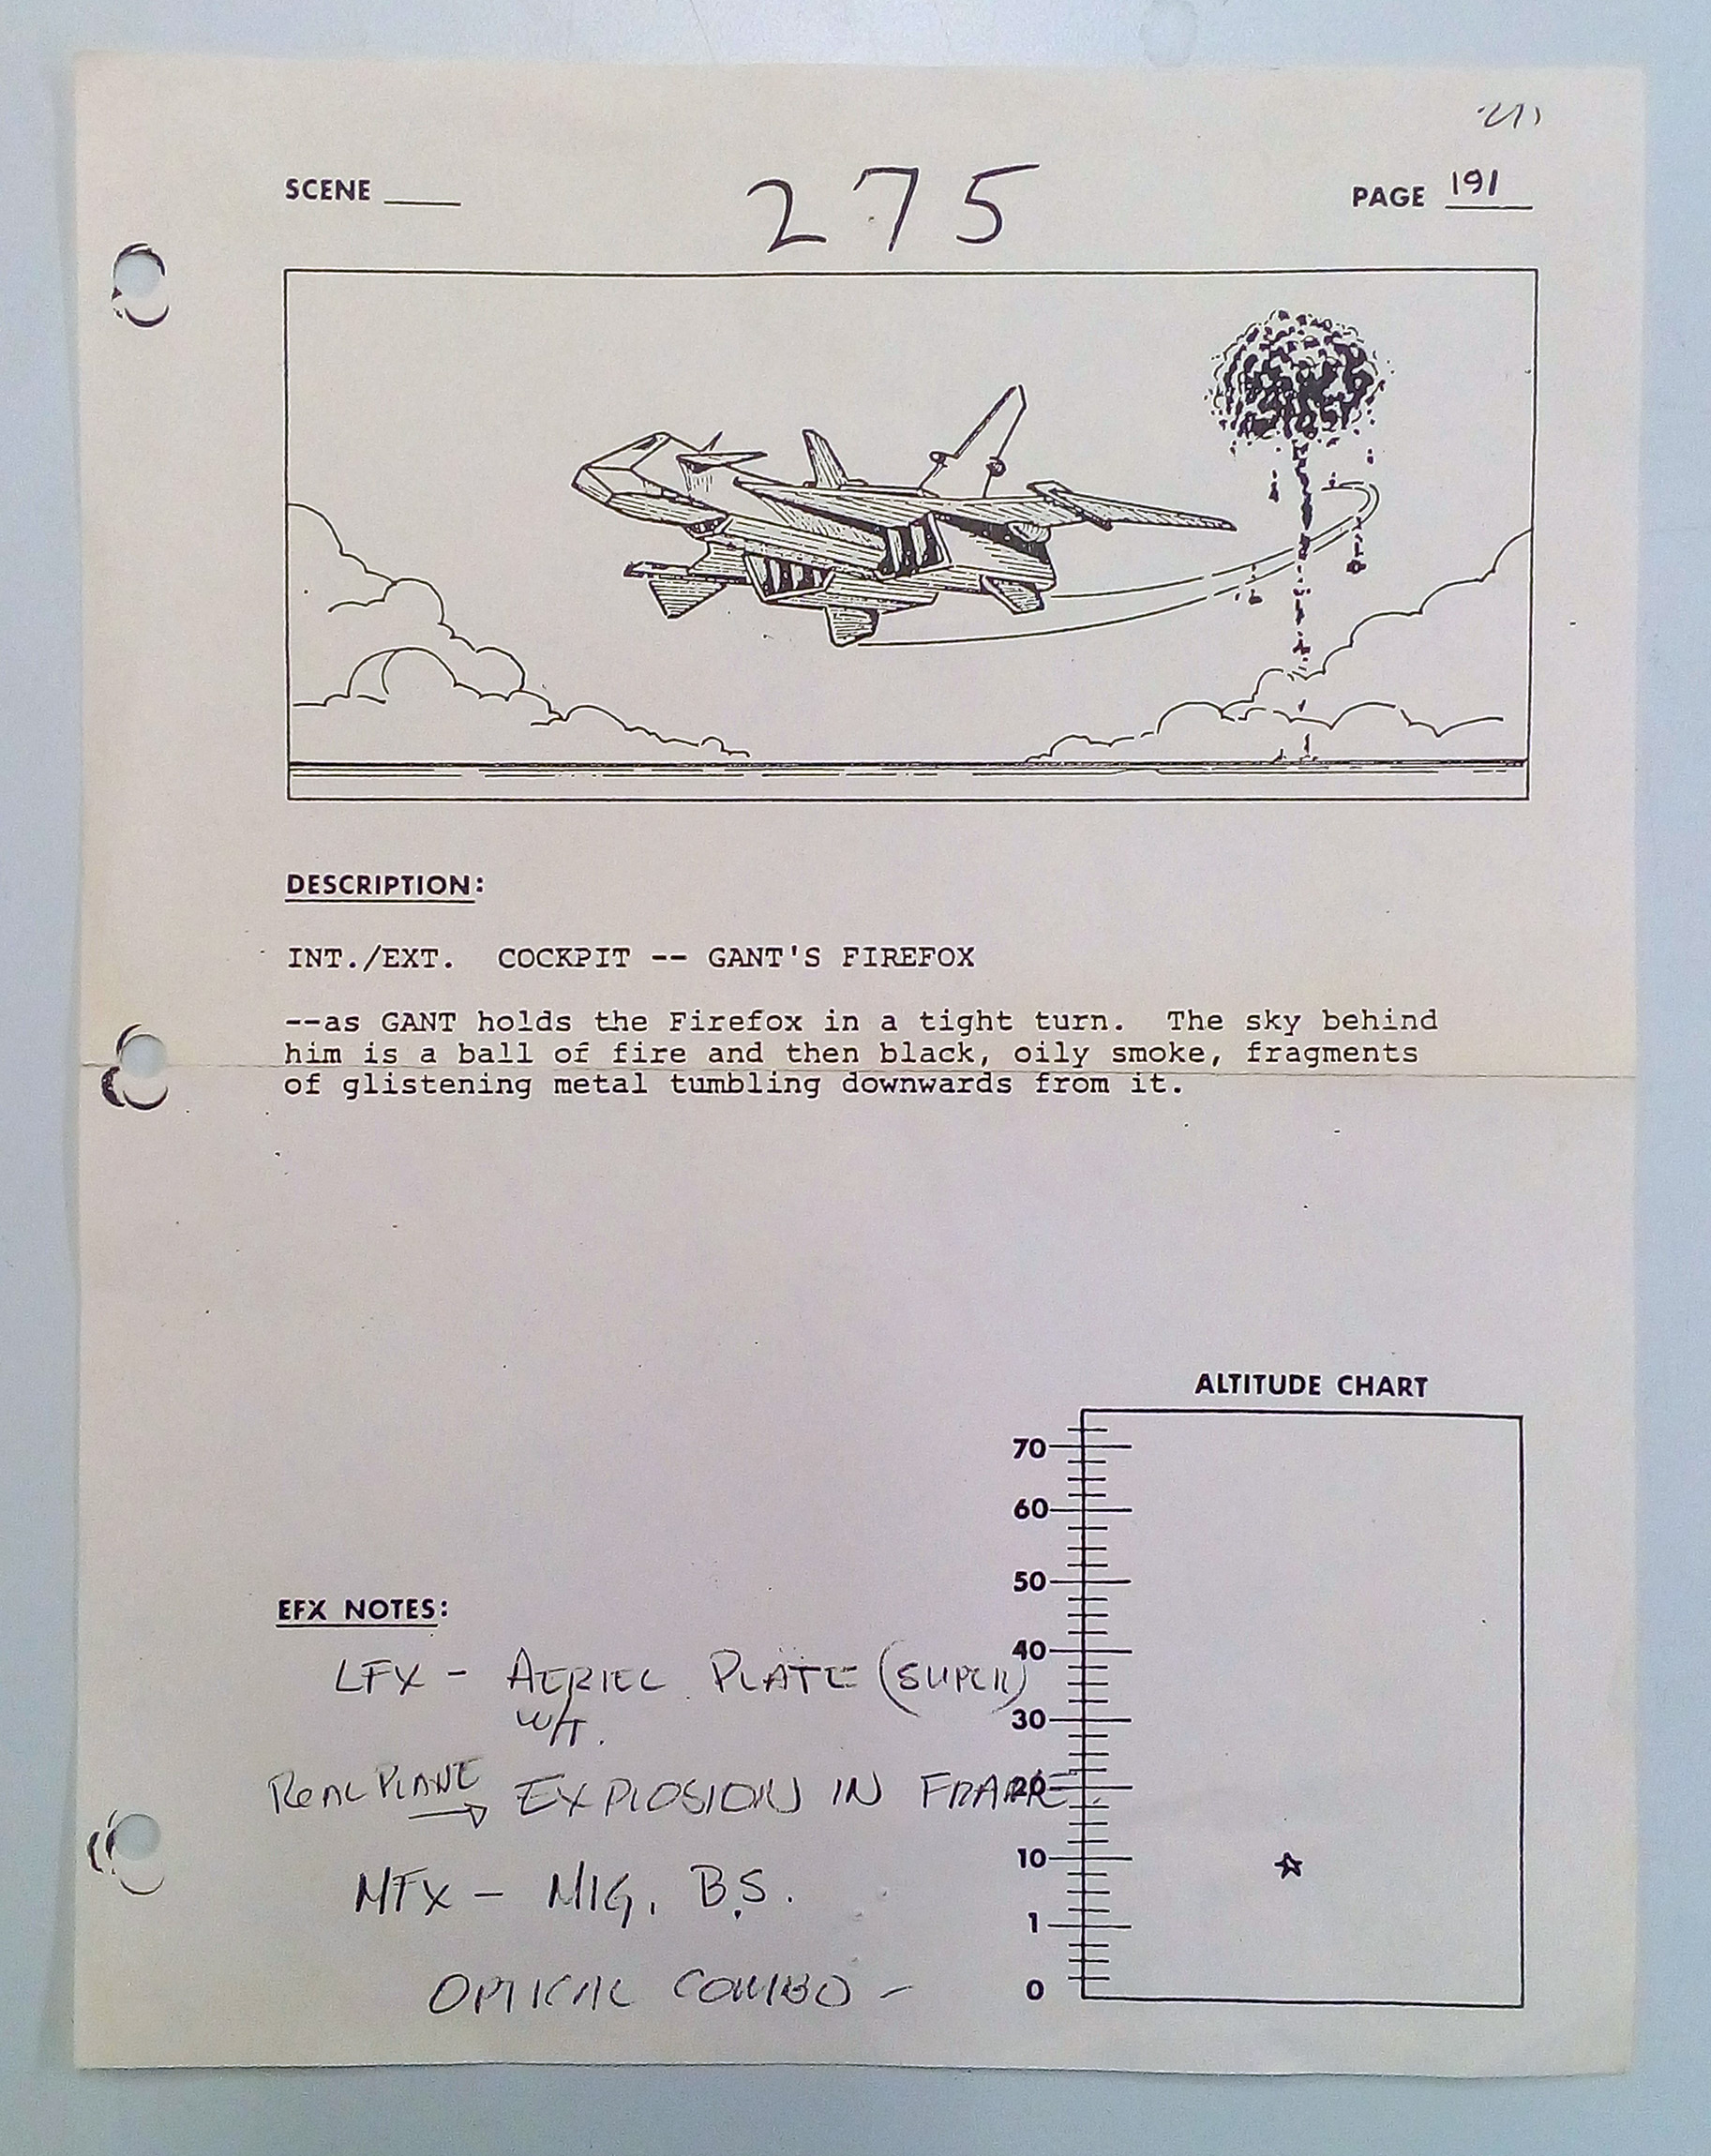 SCENE
275
PAGE 191
DESCRIPTION:
INT./EXT. COCKPIT -- GANT'S FIREFOX
--as GANT holds the Firefox in a tight turn. The sky behind
him is a ball of fire and then black, oily smoke, fragments
of glistening metal tumbling downwards from it.
ALTITUDE CHART
70
60
50
40
30
20
10
1
0
EFX NOTES:
LFX - AERIEL PLATE (SUPER)
W/
REAL PLANE → EXPLOSION IN FRAME
MFX - MIG. B.S.
OPTICAL COMBO -